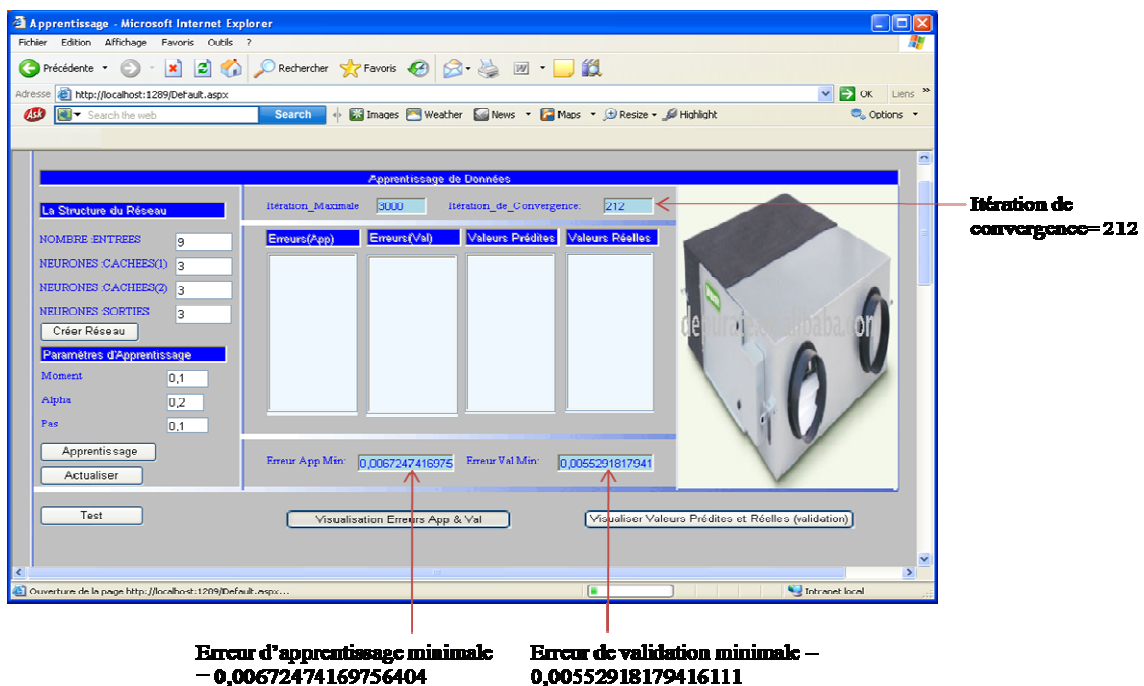 Apprentissage - Microsoft Internet Explorer
Fichier Edition Affichage Favoris Outils ?
Précédente Rechercher Favoris
Adresse http://localhost:1289/Default.aspx OK Liens »
Ask Search the web Search Images Weather News Maps Resize Highlight Options
Apprentissage de Données
La Structure du Réseau
Itération_Maximale 3000 Itération_de_Convergence: 212
Itération de
convergence=212
NOMBRE :ENTREES 9
Erreurs(App) Erreurs(Val) Valeurs Prédites Valeurs Réelles
NEURONES :CACHEES(1) 3
NEURONES :CACHEES(2) 3
NEURONES :SORTIES 3
Créer Réseau
Paramètres d'Apprentissage
Moment 0,1
Alpha 0,2
Pas 0,1
Apprentissage
Actualiser
Erreur App Min: 0,0067247416975 Erreur Val Min: 0,0055291817941
Test
Visualisation Erreurs App & Val
Visualiser Valeurs Prédites et Réelles (validation)
Ouverture de la page http://localhost:1289/Default.aspx... Intranet local
Erreur d'apprentissage minimale
= 0,00672474169756404
Erreur de validation minimale =
0,00552918179416111